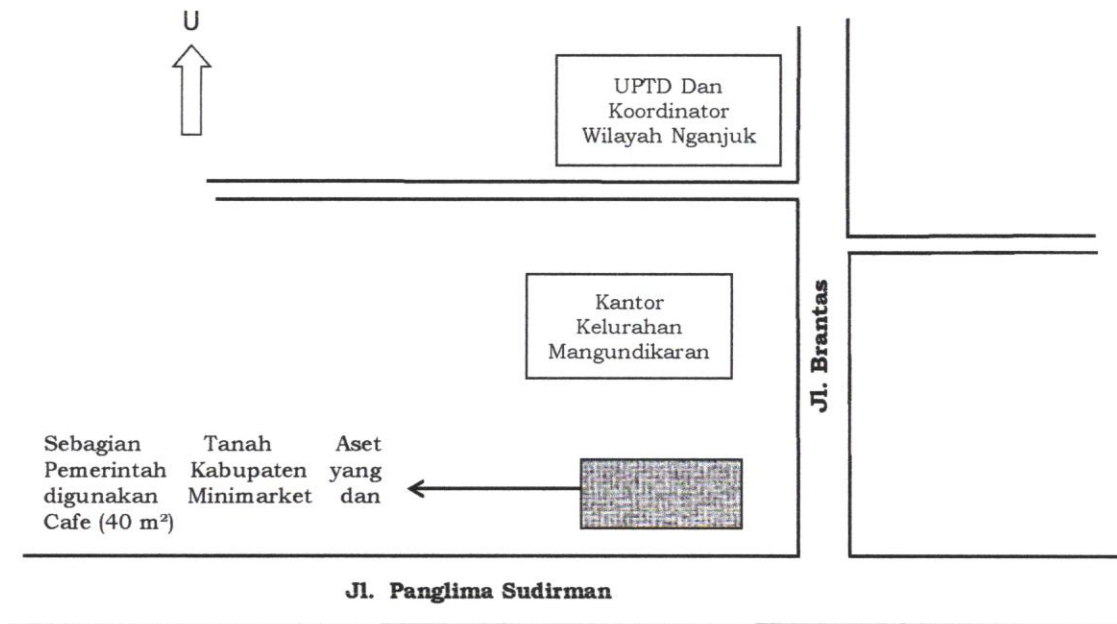 U
UPTD Dan
Koordinator
Wilayah Nganjuk
Kantor
Kelurahan
Mangundikaran
Jl. Brantas
Sebagian Tanah Aset
Pemerintah Kabupaten yang
digunakan Minimarket dan
Cafe (40 m²)
Jl. Panglima Sudirman